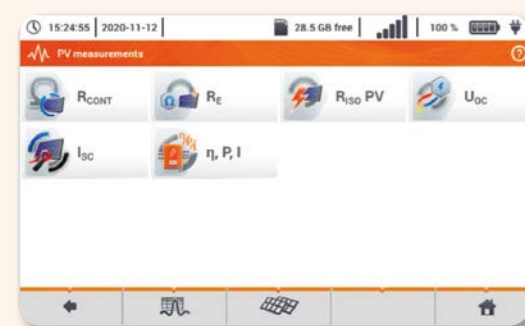 15:24:55 2020-11-12 28.5 GB free 100 %
PV measurements ?
RCONT RE RISO PV UOC
ISC η, P, I